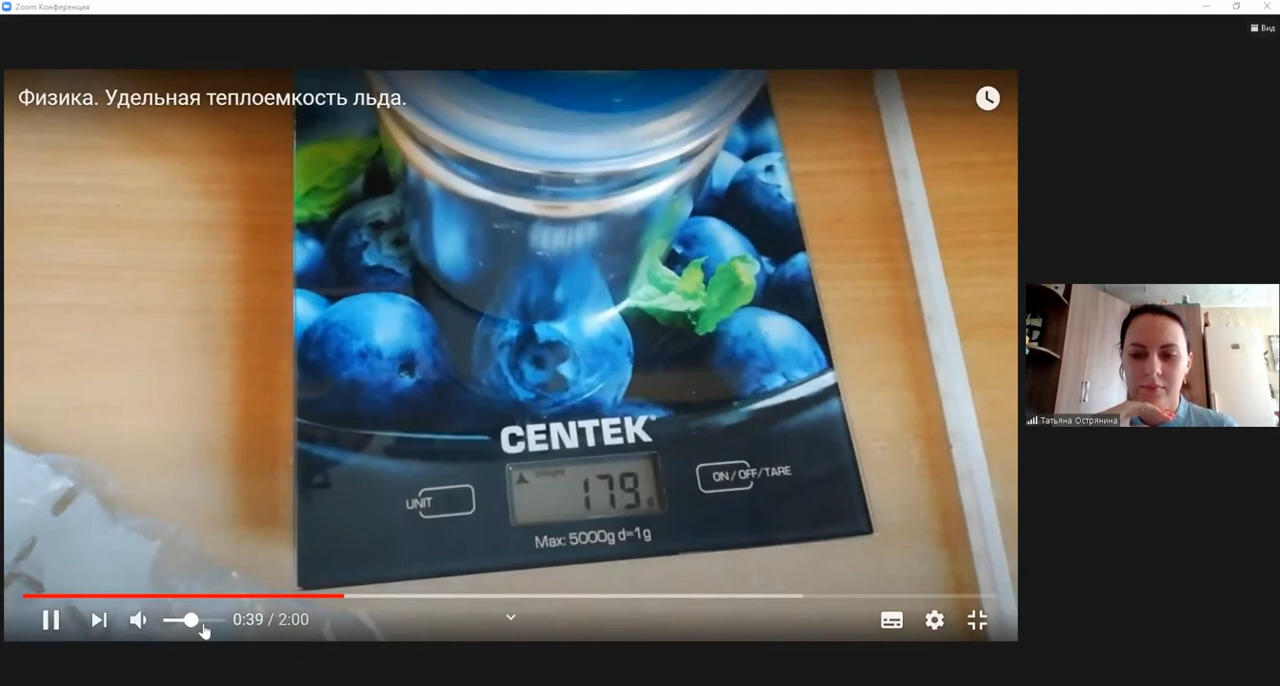 Zoom Конференция
Вид
Физика. Удельная теплоемкость льда.
CENTEK
UNIT
179 g
ON / OFF/TARE
Max: 5000g d=1g
0:39 / 2:00
Татьяна Острянина